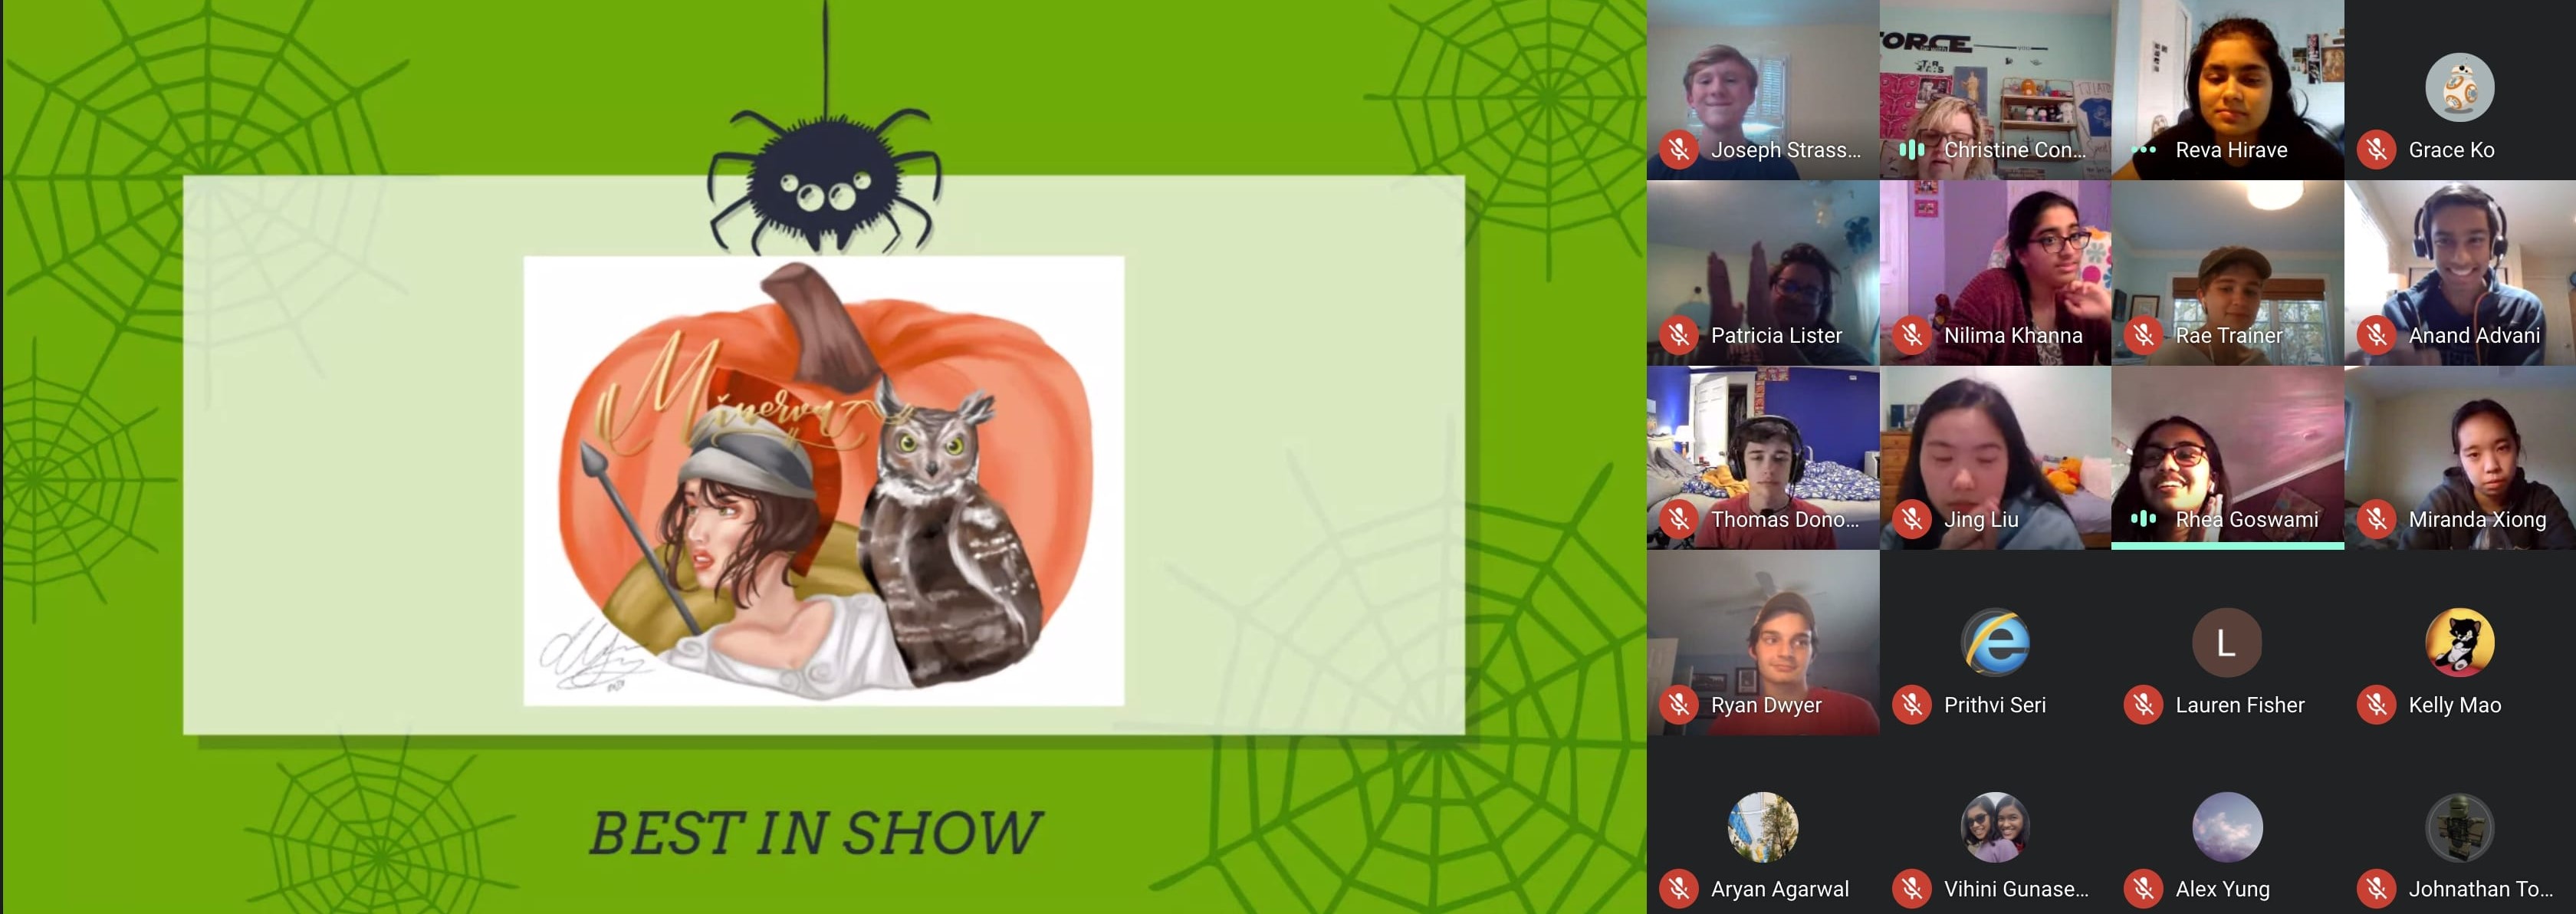 Minerva
BEST IN SHOW
ORCE
Joseph Strass...
Christine Con...
Reva Hirave
Grace Ko
Patricia Lister
Nilima Khanna
Rae Trainer
Anand Advani
Thomas Dono...
Jing Liu
Rhea Goswami
Miranda Xiong
Ryan Dwyer
Prithvi Seri
L
Lauren Fisher
Kelly Mao
Aryan Agarwal
Vihini Gunase...
Alex Yung
Johnathan To...